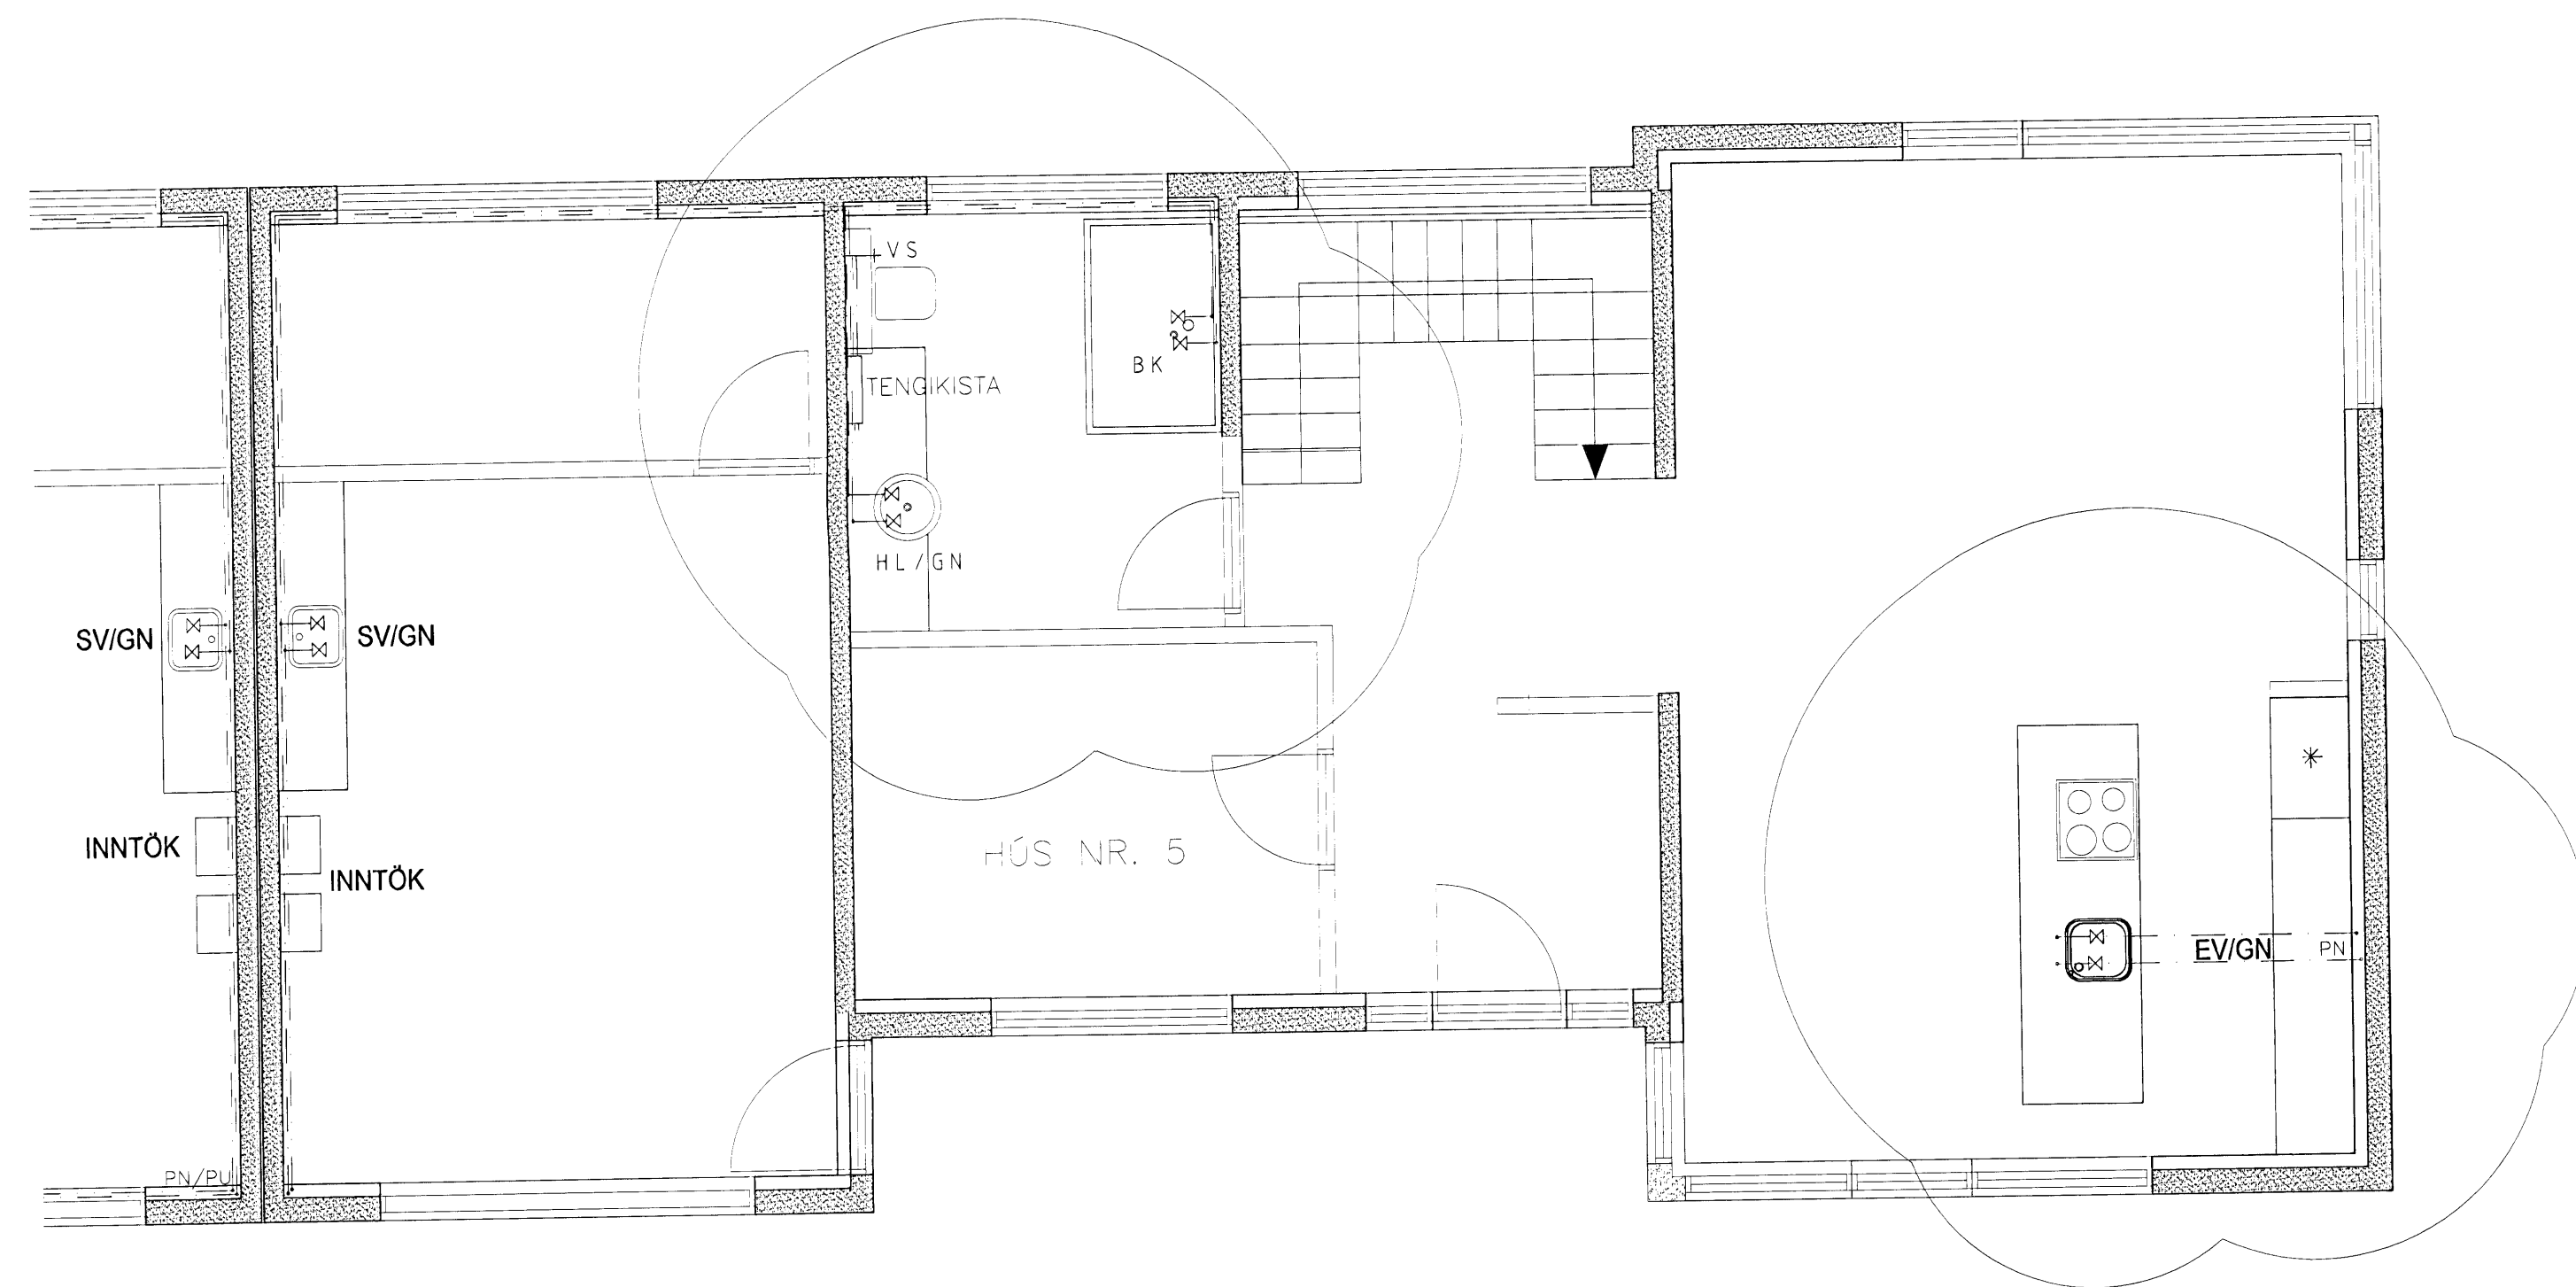 VS
BK
TENGIKISTA
HL/GN
SV/GN
SV/GN
INNTÖK
INNTÖK
HÚS NR. 5
EV/GN
PN
PN/PU